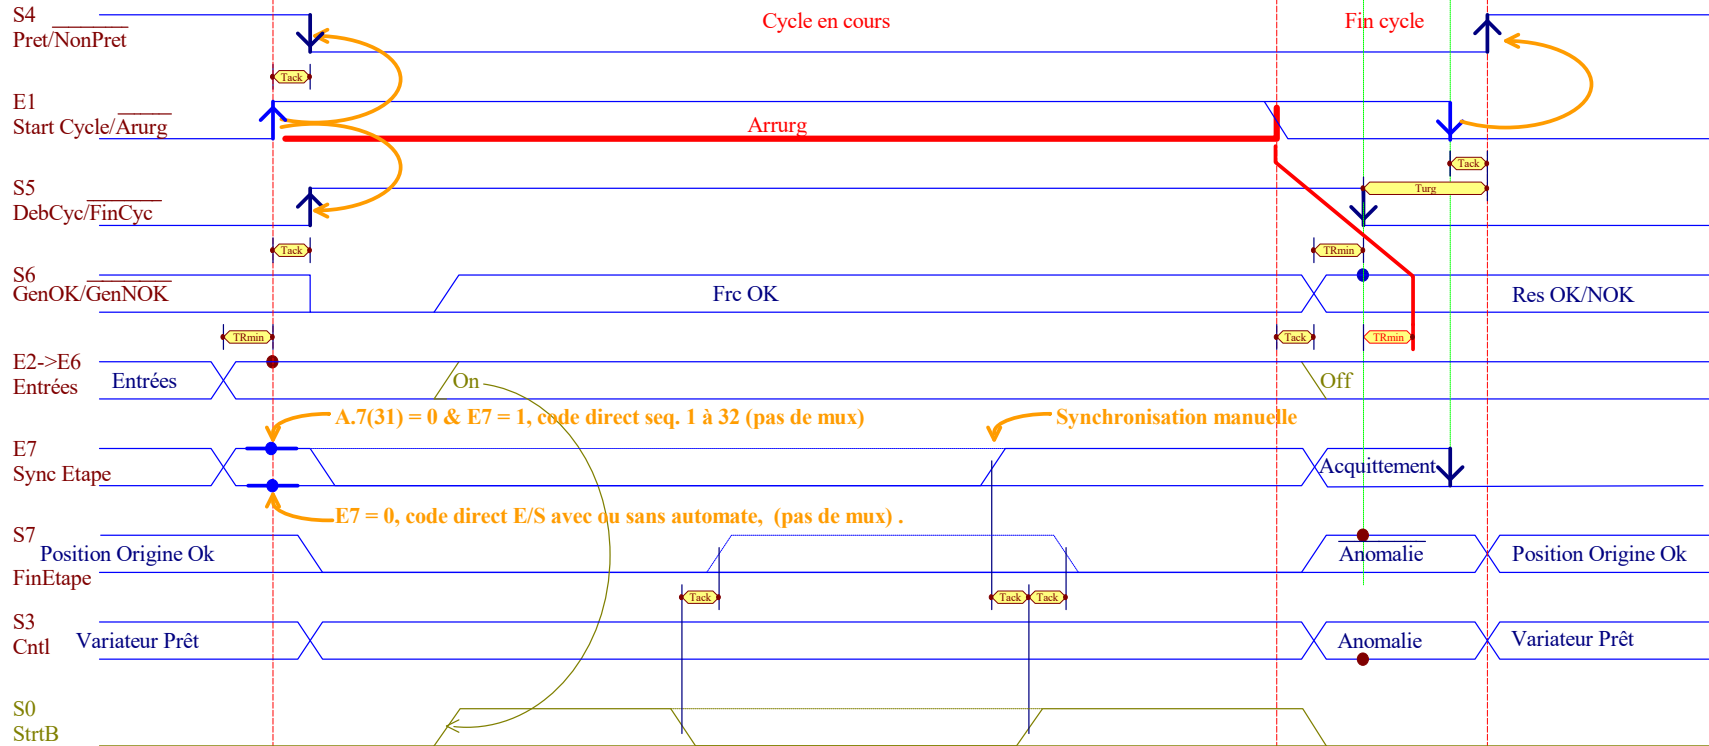 S4
Pret/NonPret
Cycle en cours
Fin cycle
Tack
E1
Start Cycle/Arurg
Arrurg
Tack
S5
DebCyc/FinCyc
Turg
Tack
TRmin
S6
GenOK/GenNOK
Frc OK
Res OK/NOK
TRmin
Tack
TRmin
E2->E6
Entrées
Entrées
On
Off
A.7(31) = 0 & E7 = 1, code direct seq. 1 à 32 (pas de mux)
Synchronisation manuelle
E7
Sync Etape
Acquittement
E7 = 0, code direct E/S avec ou sans automate, (pas de mux) .
S7
Position Origine Ok
Anomalie
Position Origine Ok
FinEtape
Tack
Tack
Tack
S3
Cntl
Variateur Prêt
Anomalie
Variateur Prêt
S0
StrtB